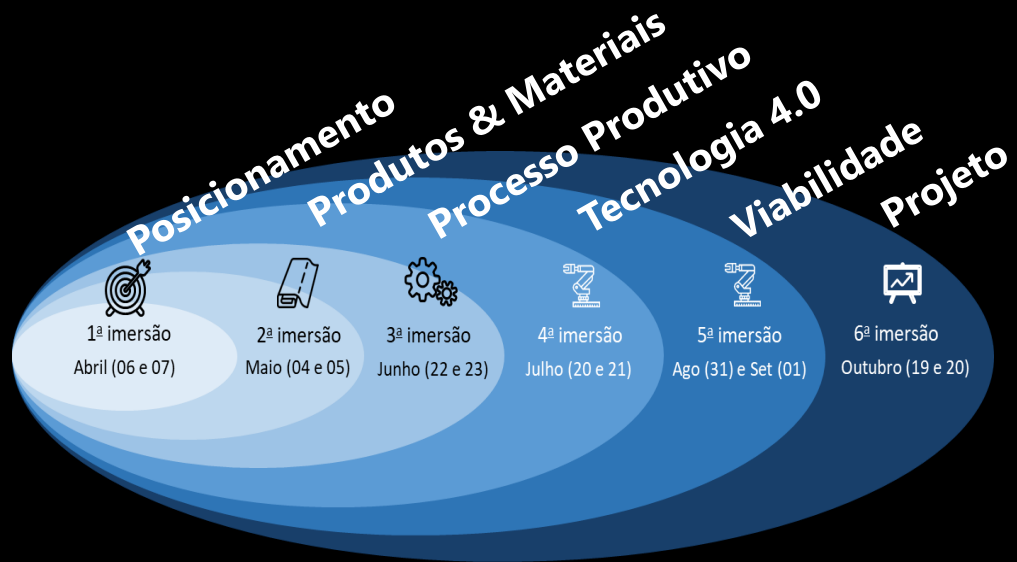 Posicionamento
Produtos & Materiais
Processo Produtivo
Tecnologia 4.0
Viabilidade
Projeto
1ª imersão
Abril (06 e 07)
2ª imersão
Maio (04 e 05)
3ª imersão
Junho (22 e 23)
4ª imersão
Julho (20 e 21)
5ª imersão
Ago (31) e Set (01)
6ª imersão
Outubro (19 e 20)